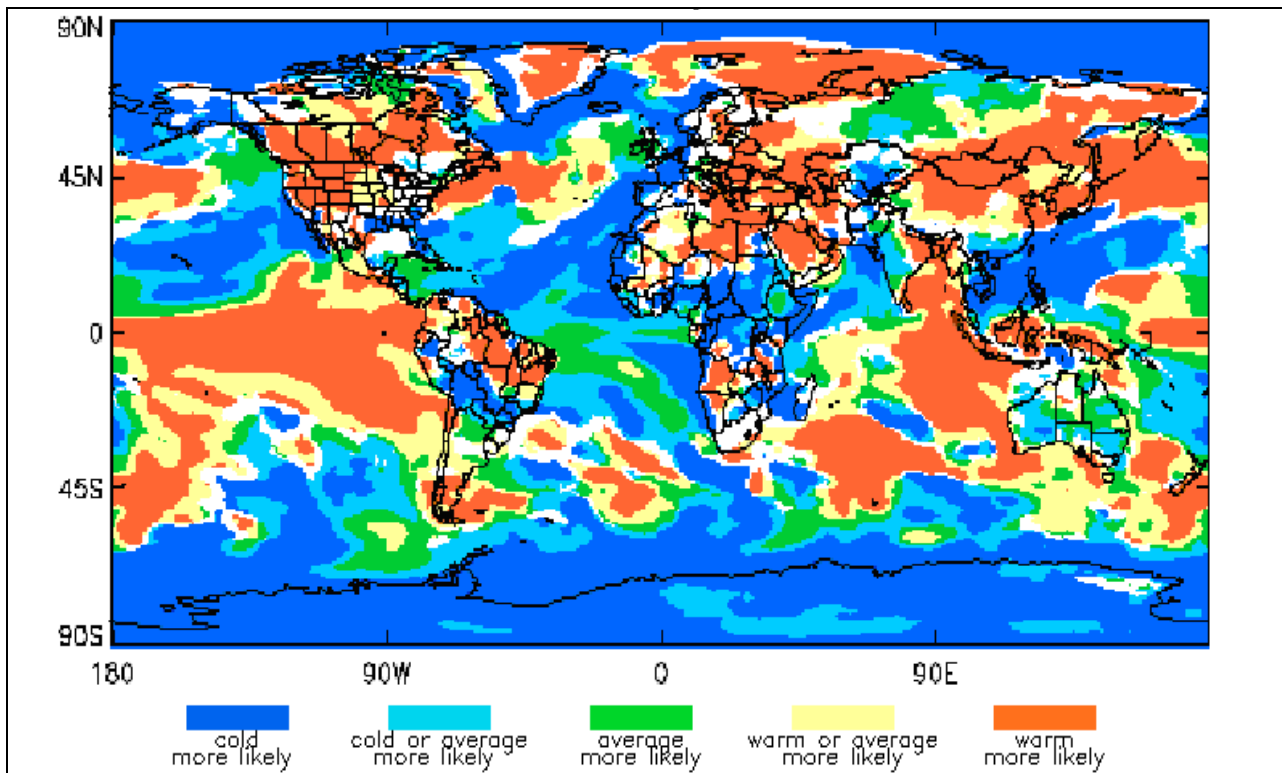 90N
45N
0
45S
90S
180 90W 0 90E
cold cold or average average warm or average warm
more likely more likely more likely more likely more likely